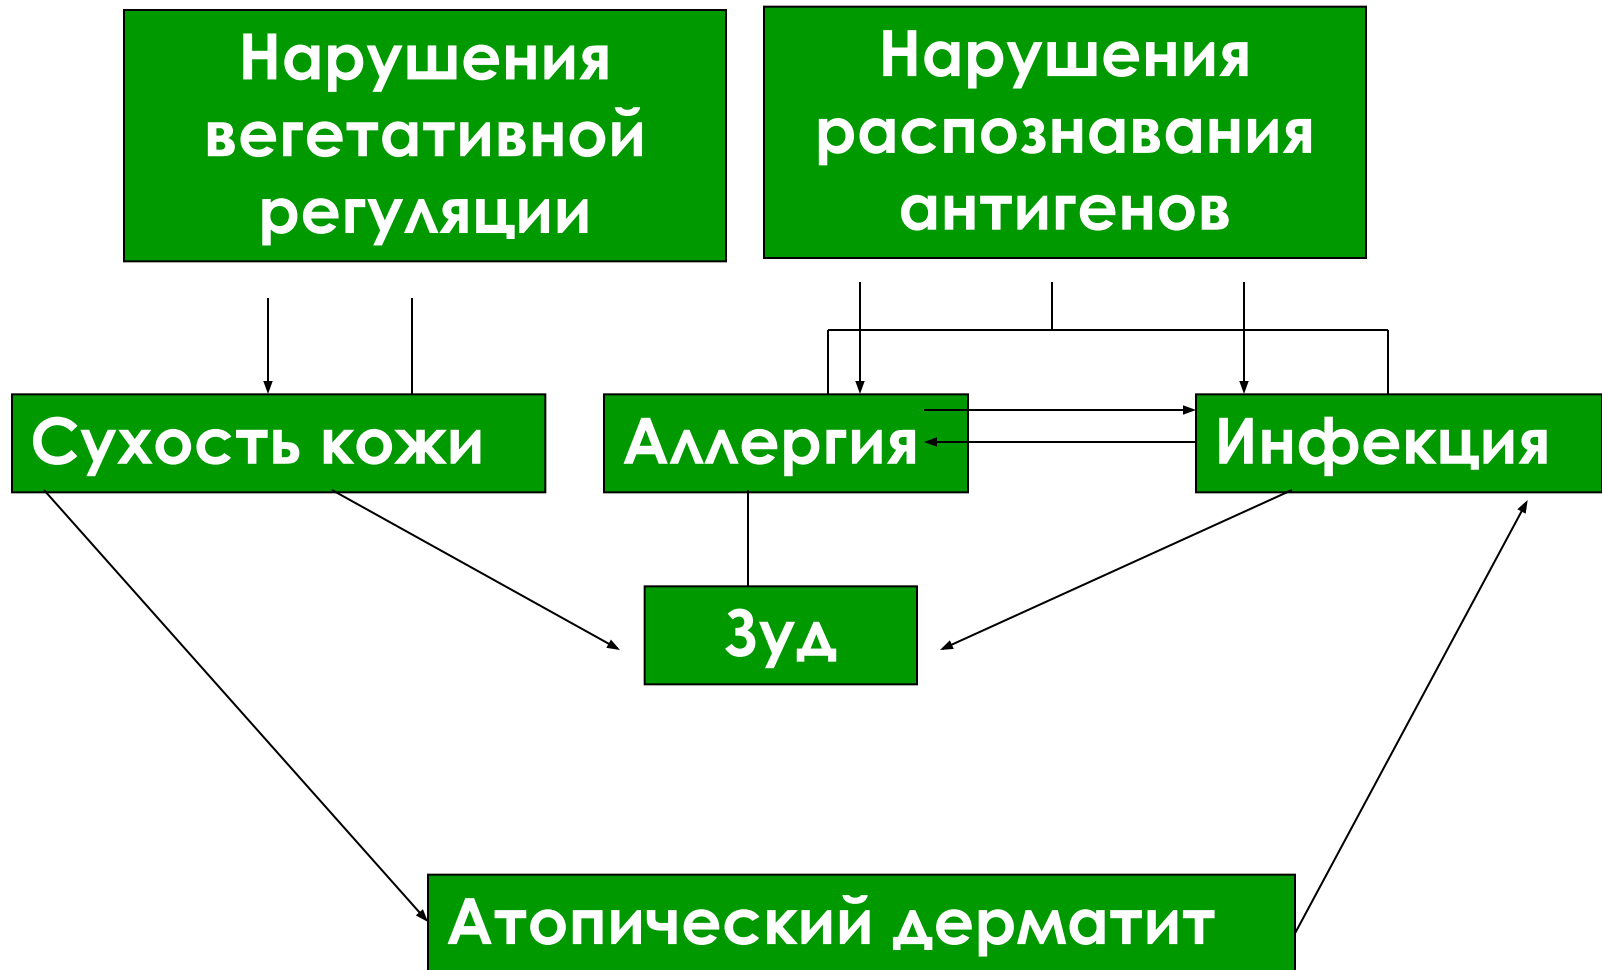 Нарушения
вегетативной
регуляции
Нарушения
распознавания
антигенов
Сухость кожи
Аллергия
Инфекция
Зуд
Атопический дерматит